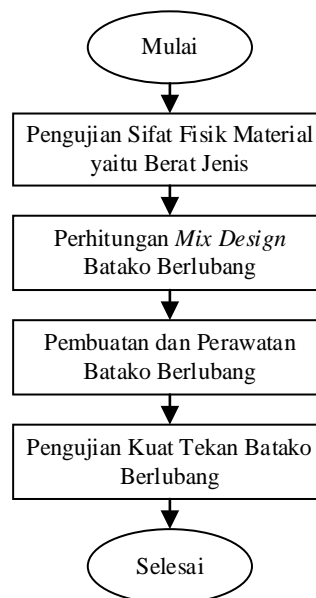 Mulai
Pengujian Sifat Fisik Material
yaitu Berat Jenis
Perhitungan Mix Design
Batako Berlubang
Pembuatan dan Perawatan
Batako Berlubang
Pengujian Kuat Tekan Batako
Berlubang
Selesai